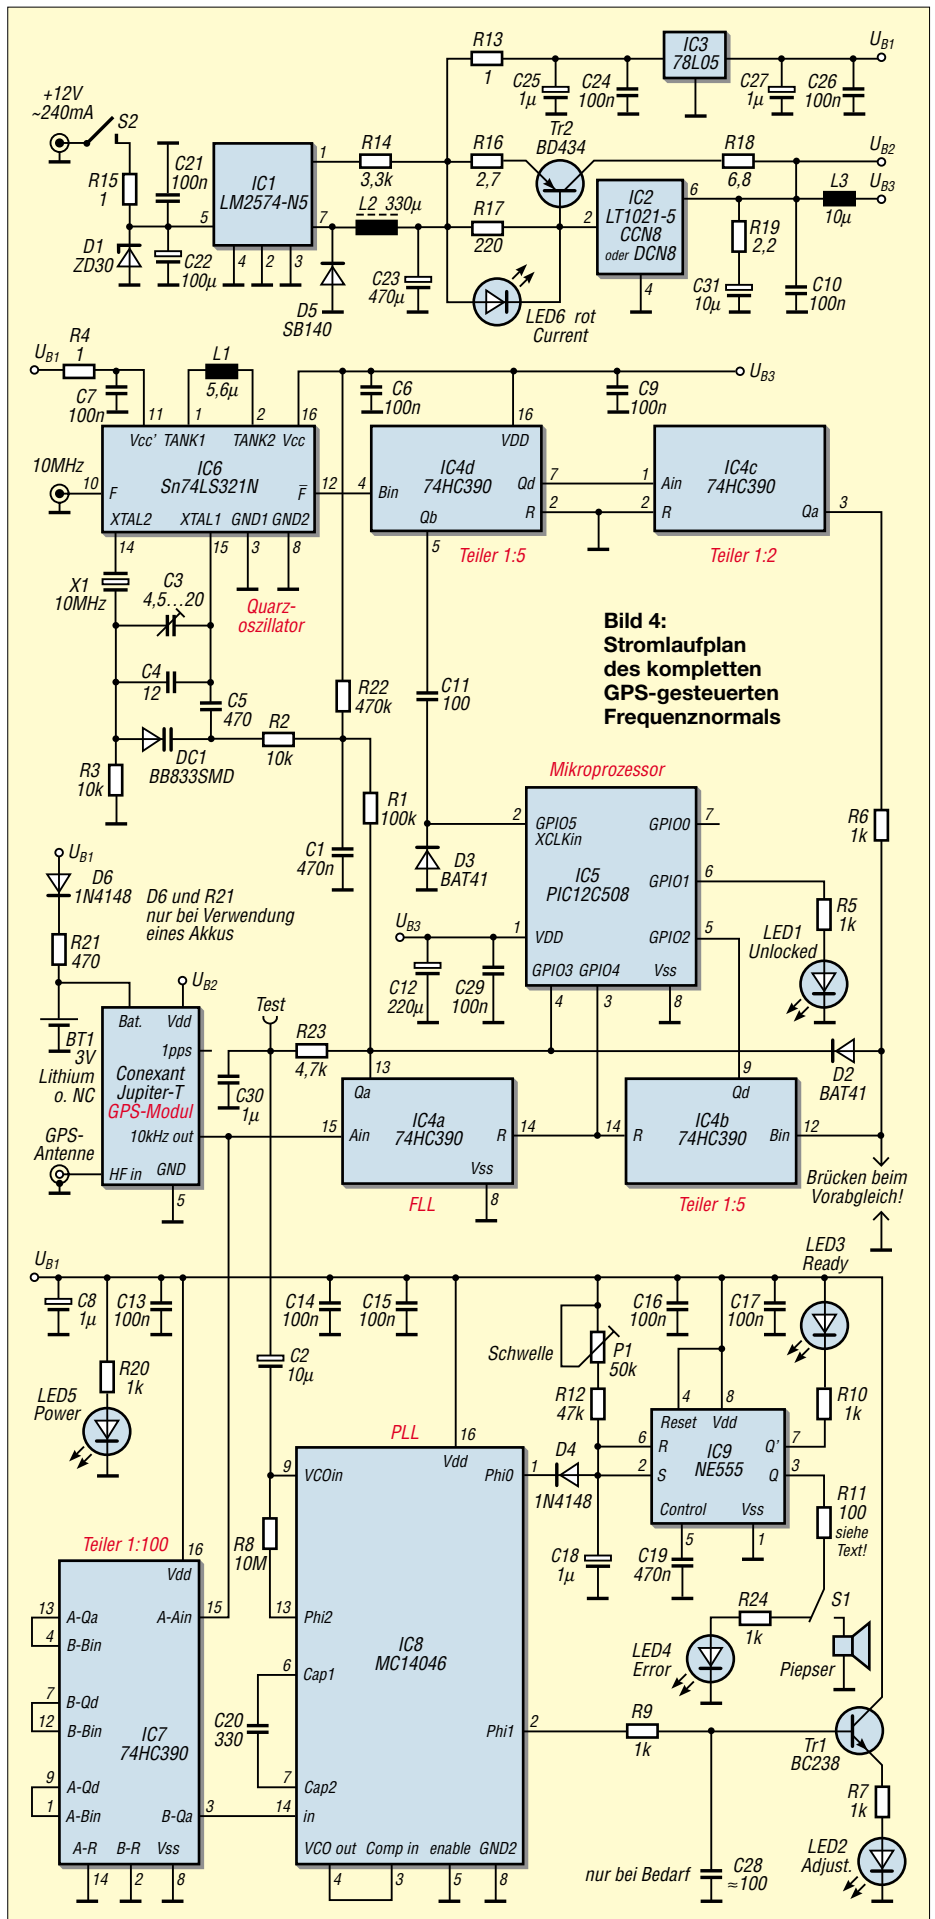 +12V
~240mA
S2
R15
1
D1
ZD30
C21
100n
C22
100µ
5
IC1
LM2574-N5
4
2
3
1
7
R14
3,3k
L2 330µ
D5
SB140
C23
470µ
R13
1
C25
1µ
C24
100n
IC3
78L05
C27
1µ
C26
100n
UB1
Tr2
BD434
R16
2,7
R17
220
LED6 rot
Current
2
IC2
LT1021-5
CCN8
oder DCN8
6
4
R18
6,8
R19
2,2
C31
10µ
C10
100n
L3
10µ
UB2
UB3
UB1
R4
1
C7
100n
L1
5,6µ
11
1
2
16
Vcc'
TANK1
TANK2
Vcc
IC6
Sn74LS321N
10MHz
10
F
F
12
XTAL2
XTAL1
GND1
GND2
14
15
3
8
Quarz-
oszillator
X1
10MHz
C3
4,5...20
C4
12
C5
470
DC1
BB833SMD
R3
10k
R2
10k
R22
470k
R1
100k
C1
470n
C6
100n
C9
100n
UB3
16
VDD
4
Bin
IC4d
74HC390
Qd
7
R
2
Qb
5
Teiler 1:5
1
Ain
2
R
IC4c
74HC390
Qa
3
Teiler 1:2
Bild 4:
Stromlaufplan
des kompletten
GPS-gesteuerten
Frequenznormals
C11
100
Mikroprozessor
2
GPIO5
XCLKin
GPIO0
7
IC5
PIC12C508
GPIO1
6
GPIO2
5
1
VDD
GPIO3
GPIO4
Vss
4
3
8
D3
BAT41
UB3
C12
220µ
C29
100n
R6
1k
R5
1k
LED1
Unlocked
D2
BAT41
UB1
D6
1N4148
D6 und R21
nur bei Verwendung
eines Akkus
R21
470
BT1
3V
Lithium
o. NC
GPS-
Antenne
UB2
Bat.
Vdd
1pps
Conexant
Jupiter-T
GPS-Modul
10kHz out
HF in
GND
5
Test
C30
1µ
R23
4,7k
13
Qa
15
Ain
IC4a
74HC390
R
14
Vss
8
FLL
9
Qd
14
R
IC4b
74HC390
Bin
12
Teiler 1:5
Brücken beim
Vorabgleich!
UB1
C8
1µ
C13
100n
R20
1k
LED5
Power
C14
100n
C15
100n
C2
10µ
R8
10M
Schwelle
P1
50k
R12
47k
C16
100n
C17
100n
LED3
Ready
R10
1k
4
8
Reset
Vdd
6
R
IC9
NE555
Q'
7
2
S
Q
3
Control
Vss
5
1
D4
1N4148
C18
1µ
C19
470n
R11
100
siehe
Text!
R24
1k
S1
LED4
Error
Piepser
PLL
16
Vdd
9
VCOin
Phi0
1
13
Phi2
IC8
MC14046
6
Cap1
C20
330
7
Cap2
Phi1
2
14
in
VCO out
Comp in
enable
GND2
4
3
5
8
Teiler 1:100
16
Vdd
13
A-Qa
A-Ain
15
4
B-Bin
7
B-Qd
12
B-Bin
IC7
74HC390
9
A-Qd
1
A-Bin
B-Qa
3
A-R
B-R
Vss
14
2
8
R9
1k
Tr1
BC238
R7
1k
LED2
Adjust.
nur bei Bedarf
C28
≈100